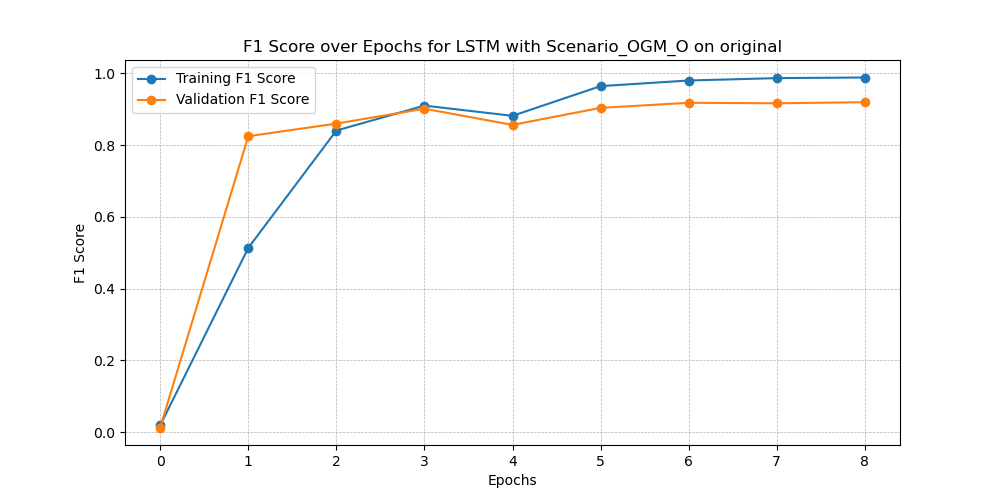 F1 Score over Epochs for LSTM with Scenario_OGM_O on original
Training F1 Score
Validation F1 Score
1.0
0.8
0.6
0.4
0.2
0.0
F1 Score
0 1 2 3 4 5 6 7 8
Epochs